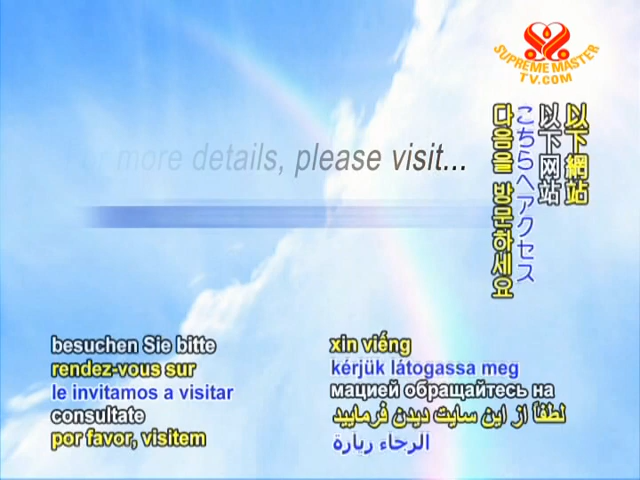 SUPREME MASTER
TV.COM
or more details, please visit...
以下網站
以下网站
こちらへアクセス
다음을 방문하세요
besuchen Sie bitte
rendez-vous sur
le invitamos a visitar
consultate
por favor, visitem
xin viếng
kérjük látogassa meg
мацией обращайтесь на
لطفاً از این سایت دیدن فرمایید
الرجاء زيارة